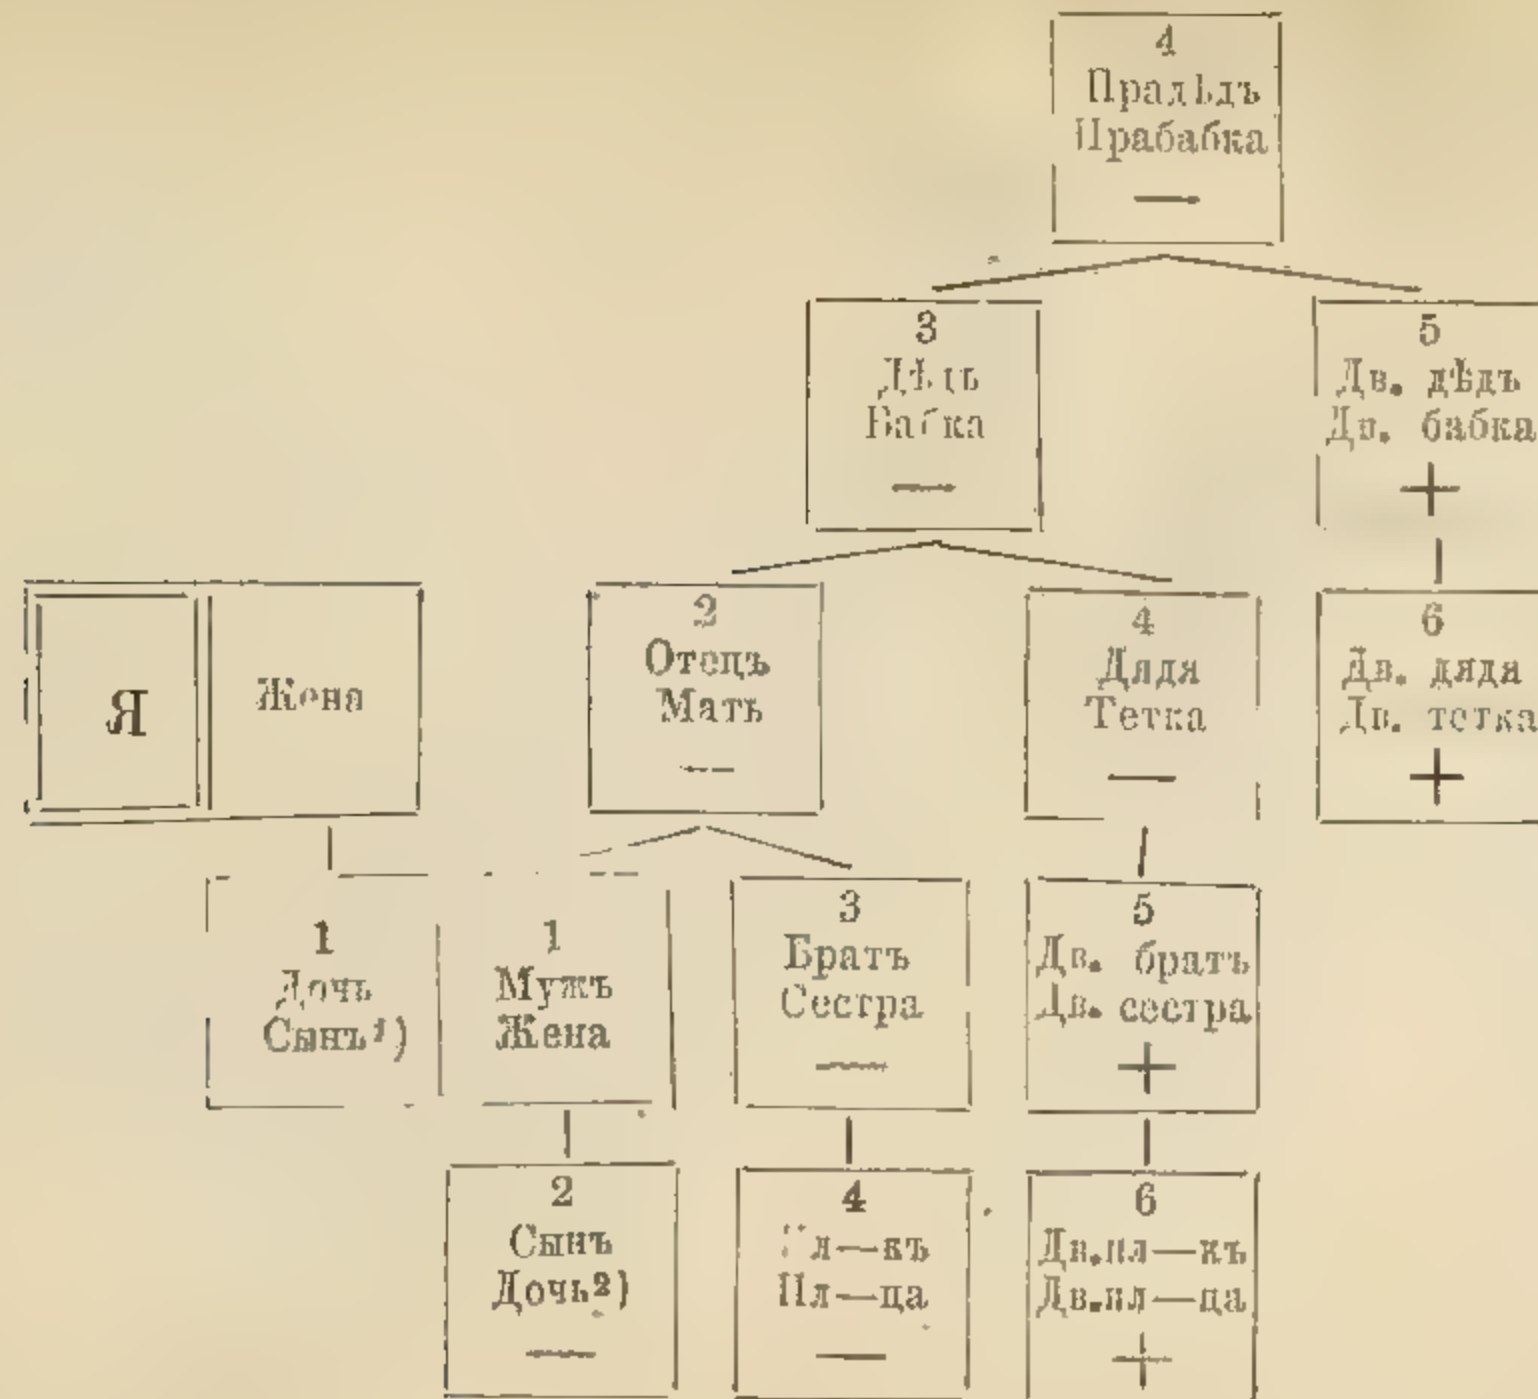 4
Прадѣдъ
Прабабка
—
3
Дѣдъ
Бабка
—
5
Дв. дѣдъ
Дв. бабка
+
Я
Жена
2
Отецъ
Мать
—
4
Дядя
Тетка
—
6
Дв. дядя
Дв. тетка
+
1
Дочь
Сынъ¹)
1
Мужъ
Жена
3
Братъ
Сестра
—
5
Дв. братъ
Дв. сестра
+
2
Сынъ
Дочь²)
—
4
Пл—къ
Пл—ца
—
6
Дв.пл—къ
Дв.пл—ца
+